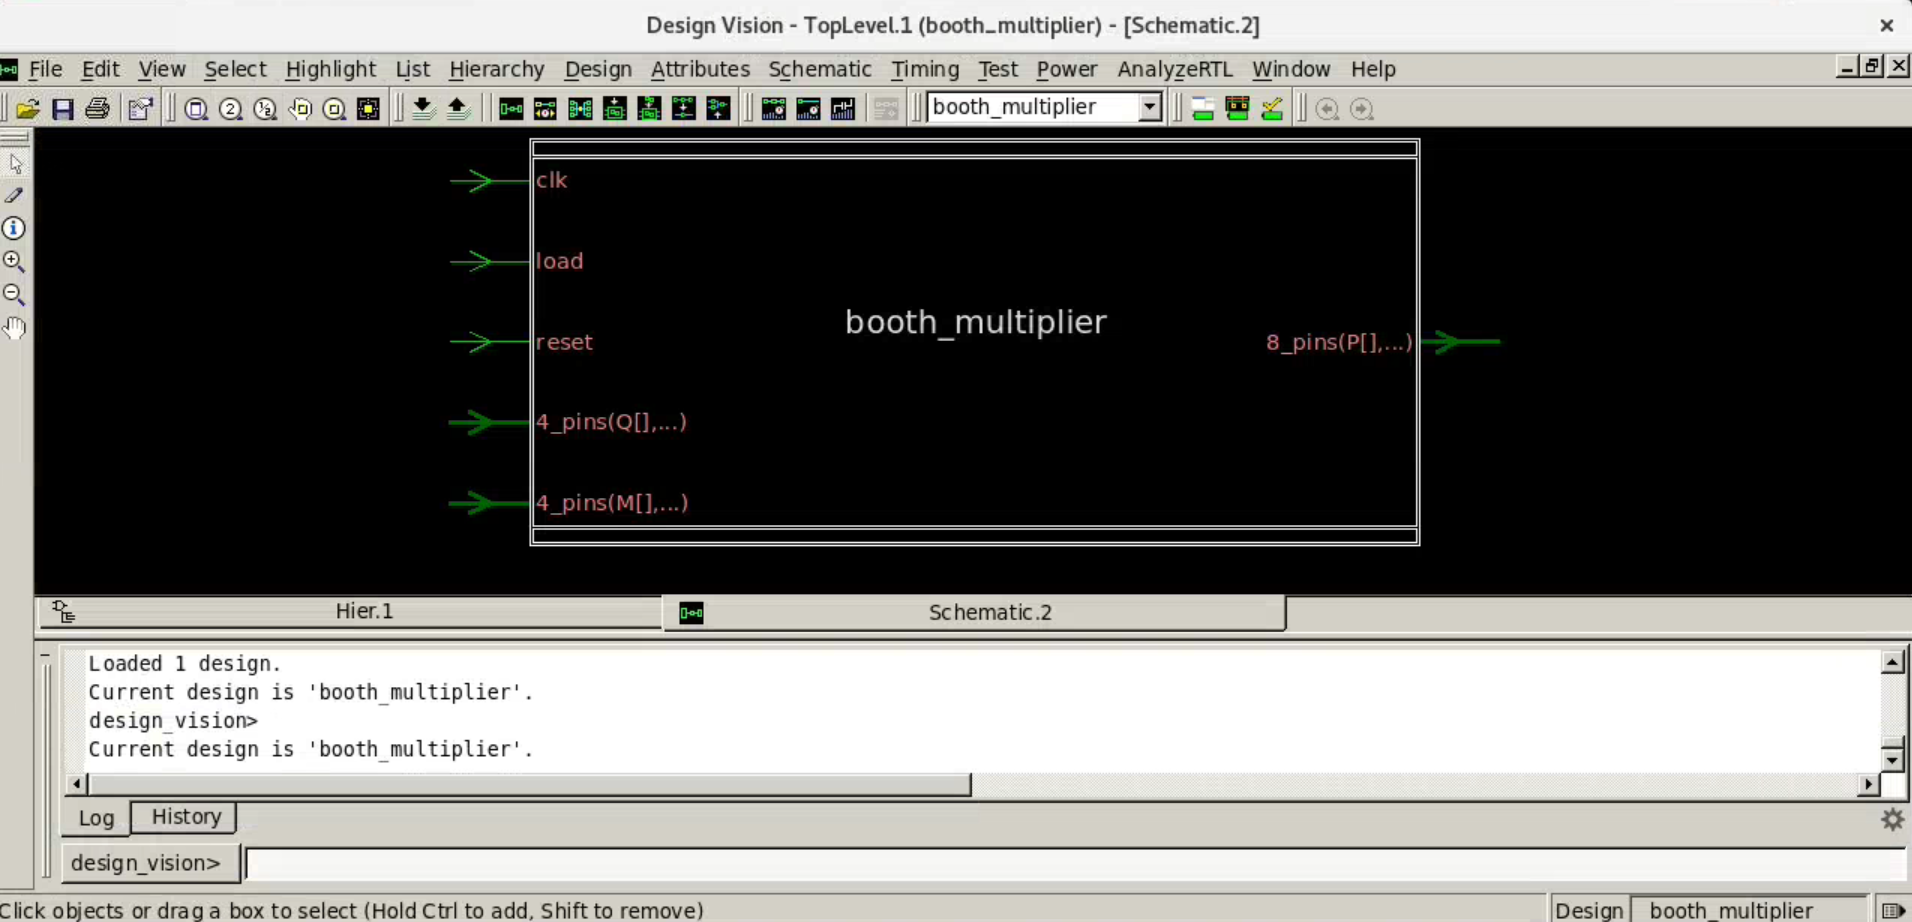 Design Vision - TopLevel.1 (booth_multiplier) - [Schematic.2]
File Edit View Select Highlight List Hierarchy Design Attributes Schematic Timing Test Power AnalyzeRTL Window Help
2 ½ booth_multiplier
clk
load
booth_multiplier
reset
8_pins(P[],...)
4_pins(Q[],...)
4_pins(M[],...)
Hier.1 Schematic.2
Loaded 1 design.
Current design is 'booth_multiplier'.
design_vision>
Current design is 'booth_multiplier'.
Log History
design_vision>
Click objects or drag a box to select (Hold Ctrl to add, Shift to remove) Design booth_multiplier